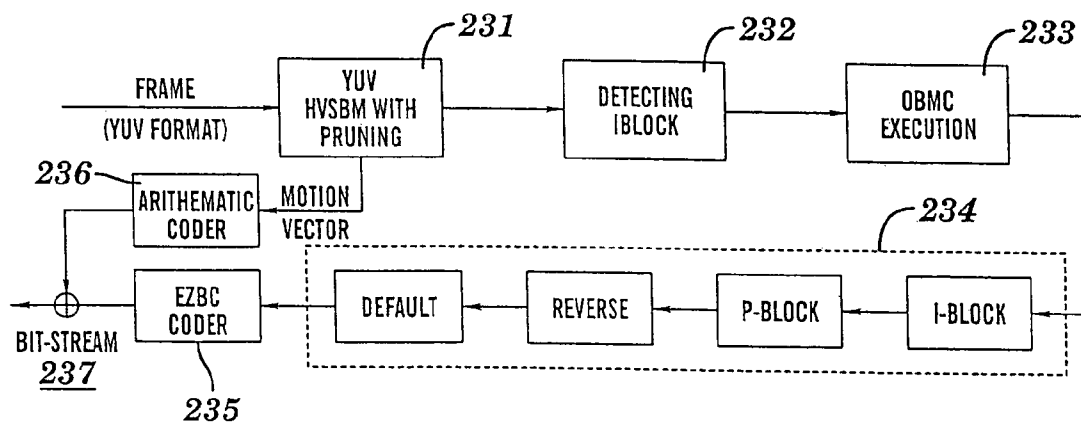 231
232
233
FRAME
(YUV FORMAT)
YUV
HVSBM WITH
PRUNING
DETECTING
IBLOCK
OBMC
EXECUTION
236
ARITHEMATIC
CODER
MOTION
VECTOR
234
EZBC
CODER
DEFAULT
REVERSE
P-BLOCK
I-BLOCK
BIT-STREAM
237
235